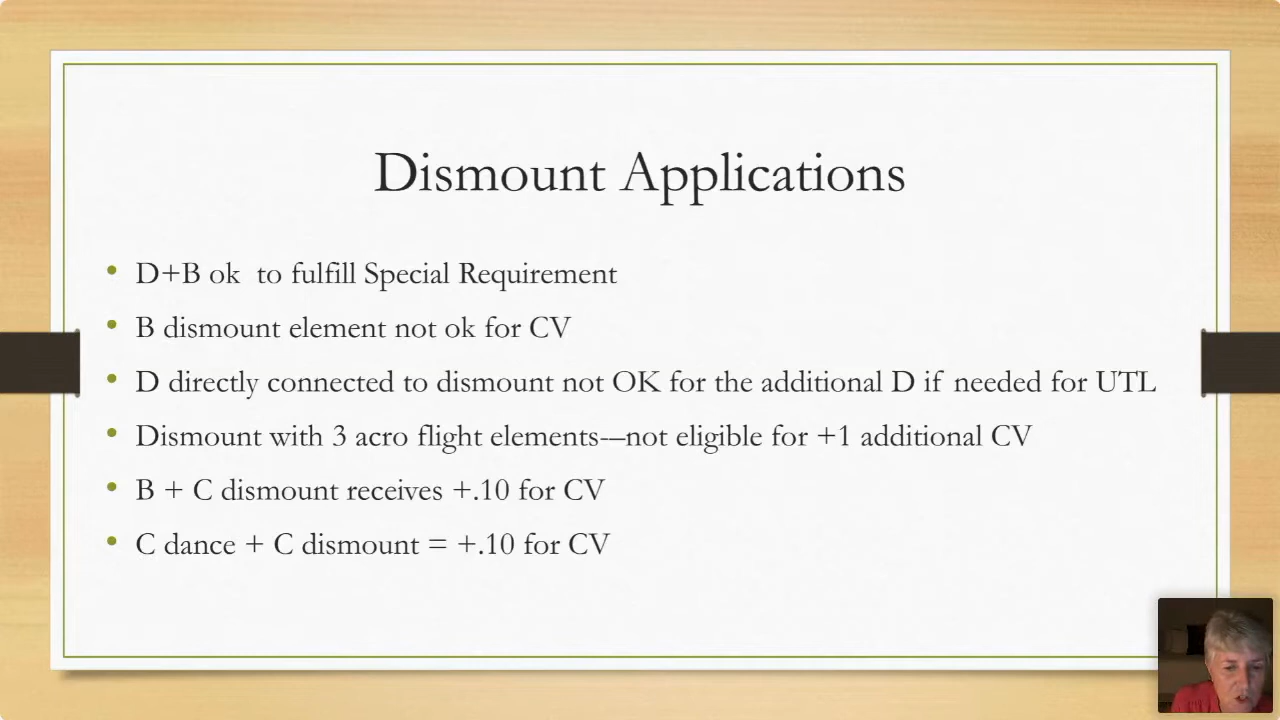 Dismount Applications
• D+B ok  to fulfill Special Requirement
• B dismount element not ok for CV
• D directly connected to dismount not OK for the additional D if needed for UTL
• Dismount with 3 acro flight elements-–not eligible for +1 additional CV
• B + C dismount receives +.10 for CV
• C dance + C dismount = +.10 for CV